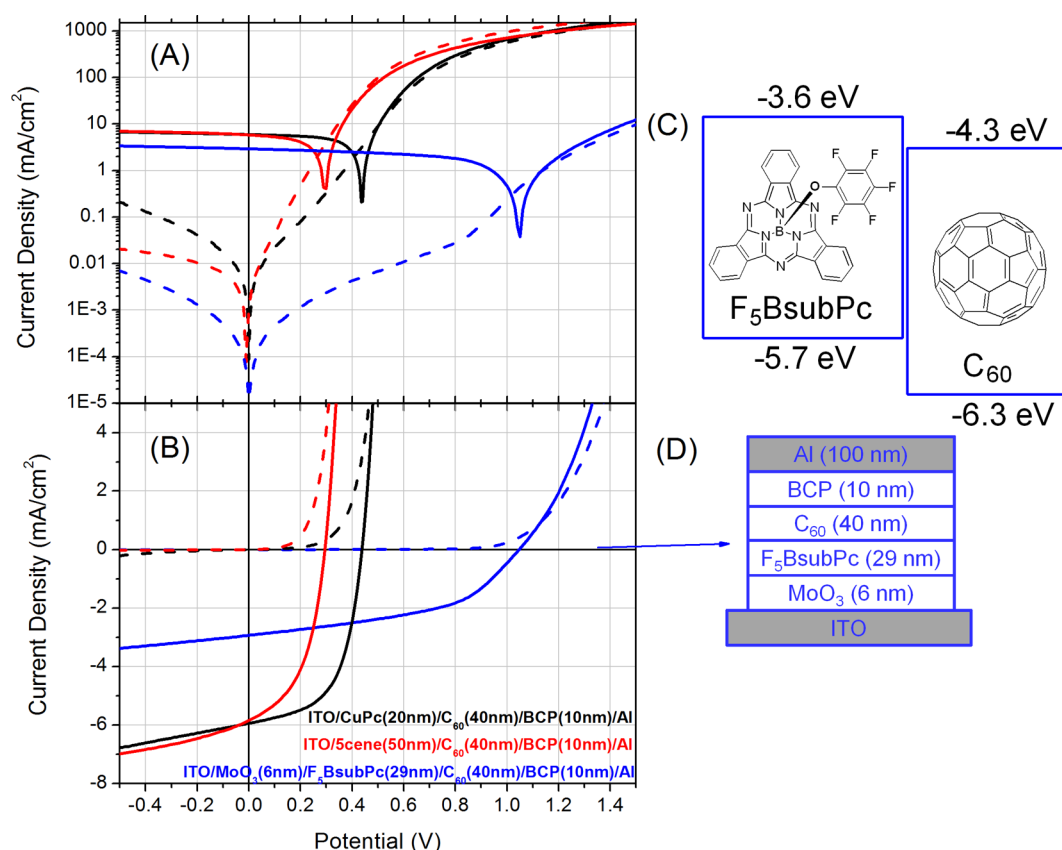 (A)
1000
100
10
1
0.1
0.01
1E-3
1E-4
1E-5
Current Density (mA/cm²)
(B)
4
2
0
-2
-4
-6
-8
Current Density (mA/cm²)
ITO/CuPc(20nm)/C₆₀(40nm)/BCP(10nm)/Al
ITO/5cene(50nm)/C₆₀(40nm)/BCP(10nm)/Al
ITO/MoO₃(6nm)/F₅BsubPc(29nm)/C₆₀(40nm)/BCP(10nm)/Al
-0.4 -0.2 0.0 0.2 0.4 0.6 0.8 1.0 1.2 1.4
Potential (V)
(C)
-3.6 eV
-4.3 eV
F
F
F
O
F
F
N
N
N
B
N
N
N
F₅BsubPc
-5.7 eV
C₆₀
-6.3 eV
(D)
Al (100 nm)
BCP (10 nm)
C₆₀ (40 nm)
F₅BsubPc (29 nm)
MoO₃ (6 nm)
ITO